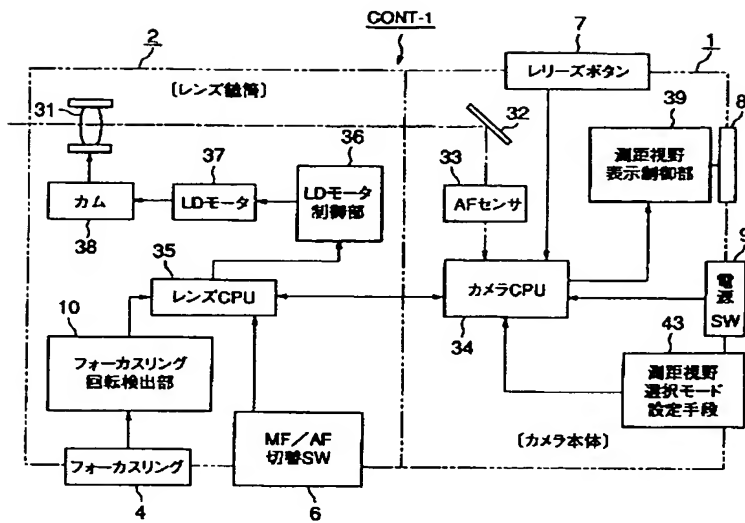 CONT-1
2
7
1
〔レンズ鏡筒〕
レリーズボタン
31
32
39
8
36
測距視野
表示制御部
37
33
LDモータ
制御部
カム
LDモータ
AFセンサ
38
9
35
レンズCPU
カメラCPU
電源
SW
10
34
43
フォーカスリング
回転検出部
測距視野
選択モード
設定手段
MF／AF
切替SW
〔カメラ本体〕
フォーカスリング
4
6